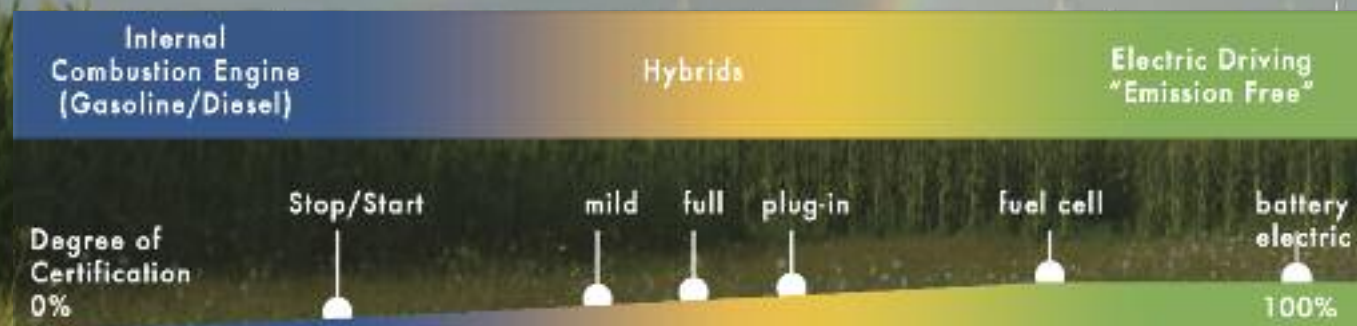 Internal
Combustion Engine
(Gasoline/Diesel)
Hybrids
Electric Driving
"Emission Free"
Stop/Start
mild
full
plug-in
fuel cell
battery
electric
Degree of
Certification
0%
100%